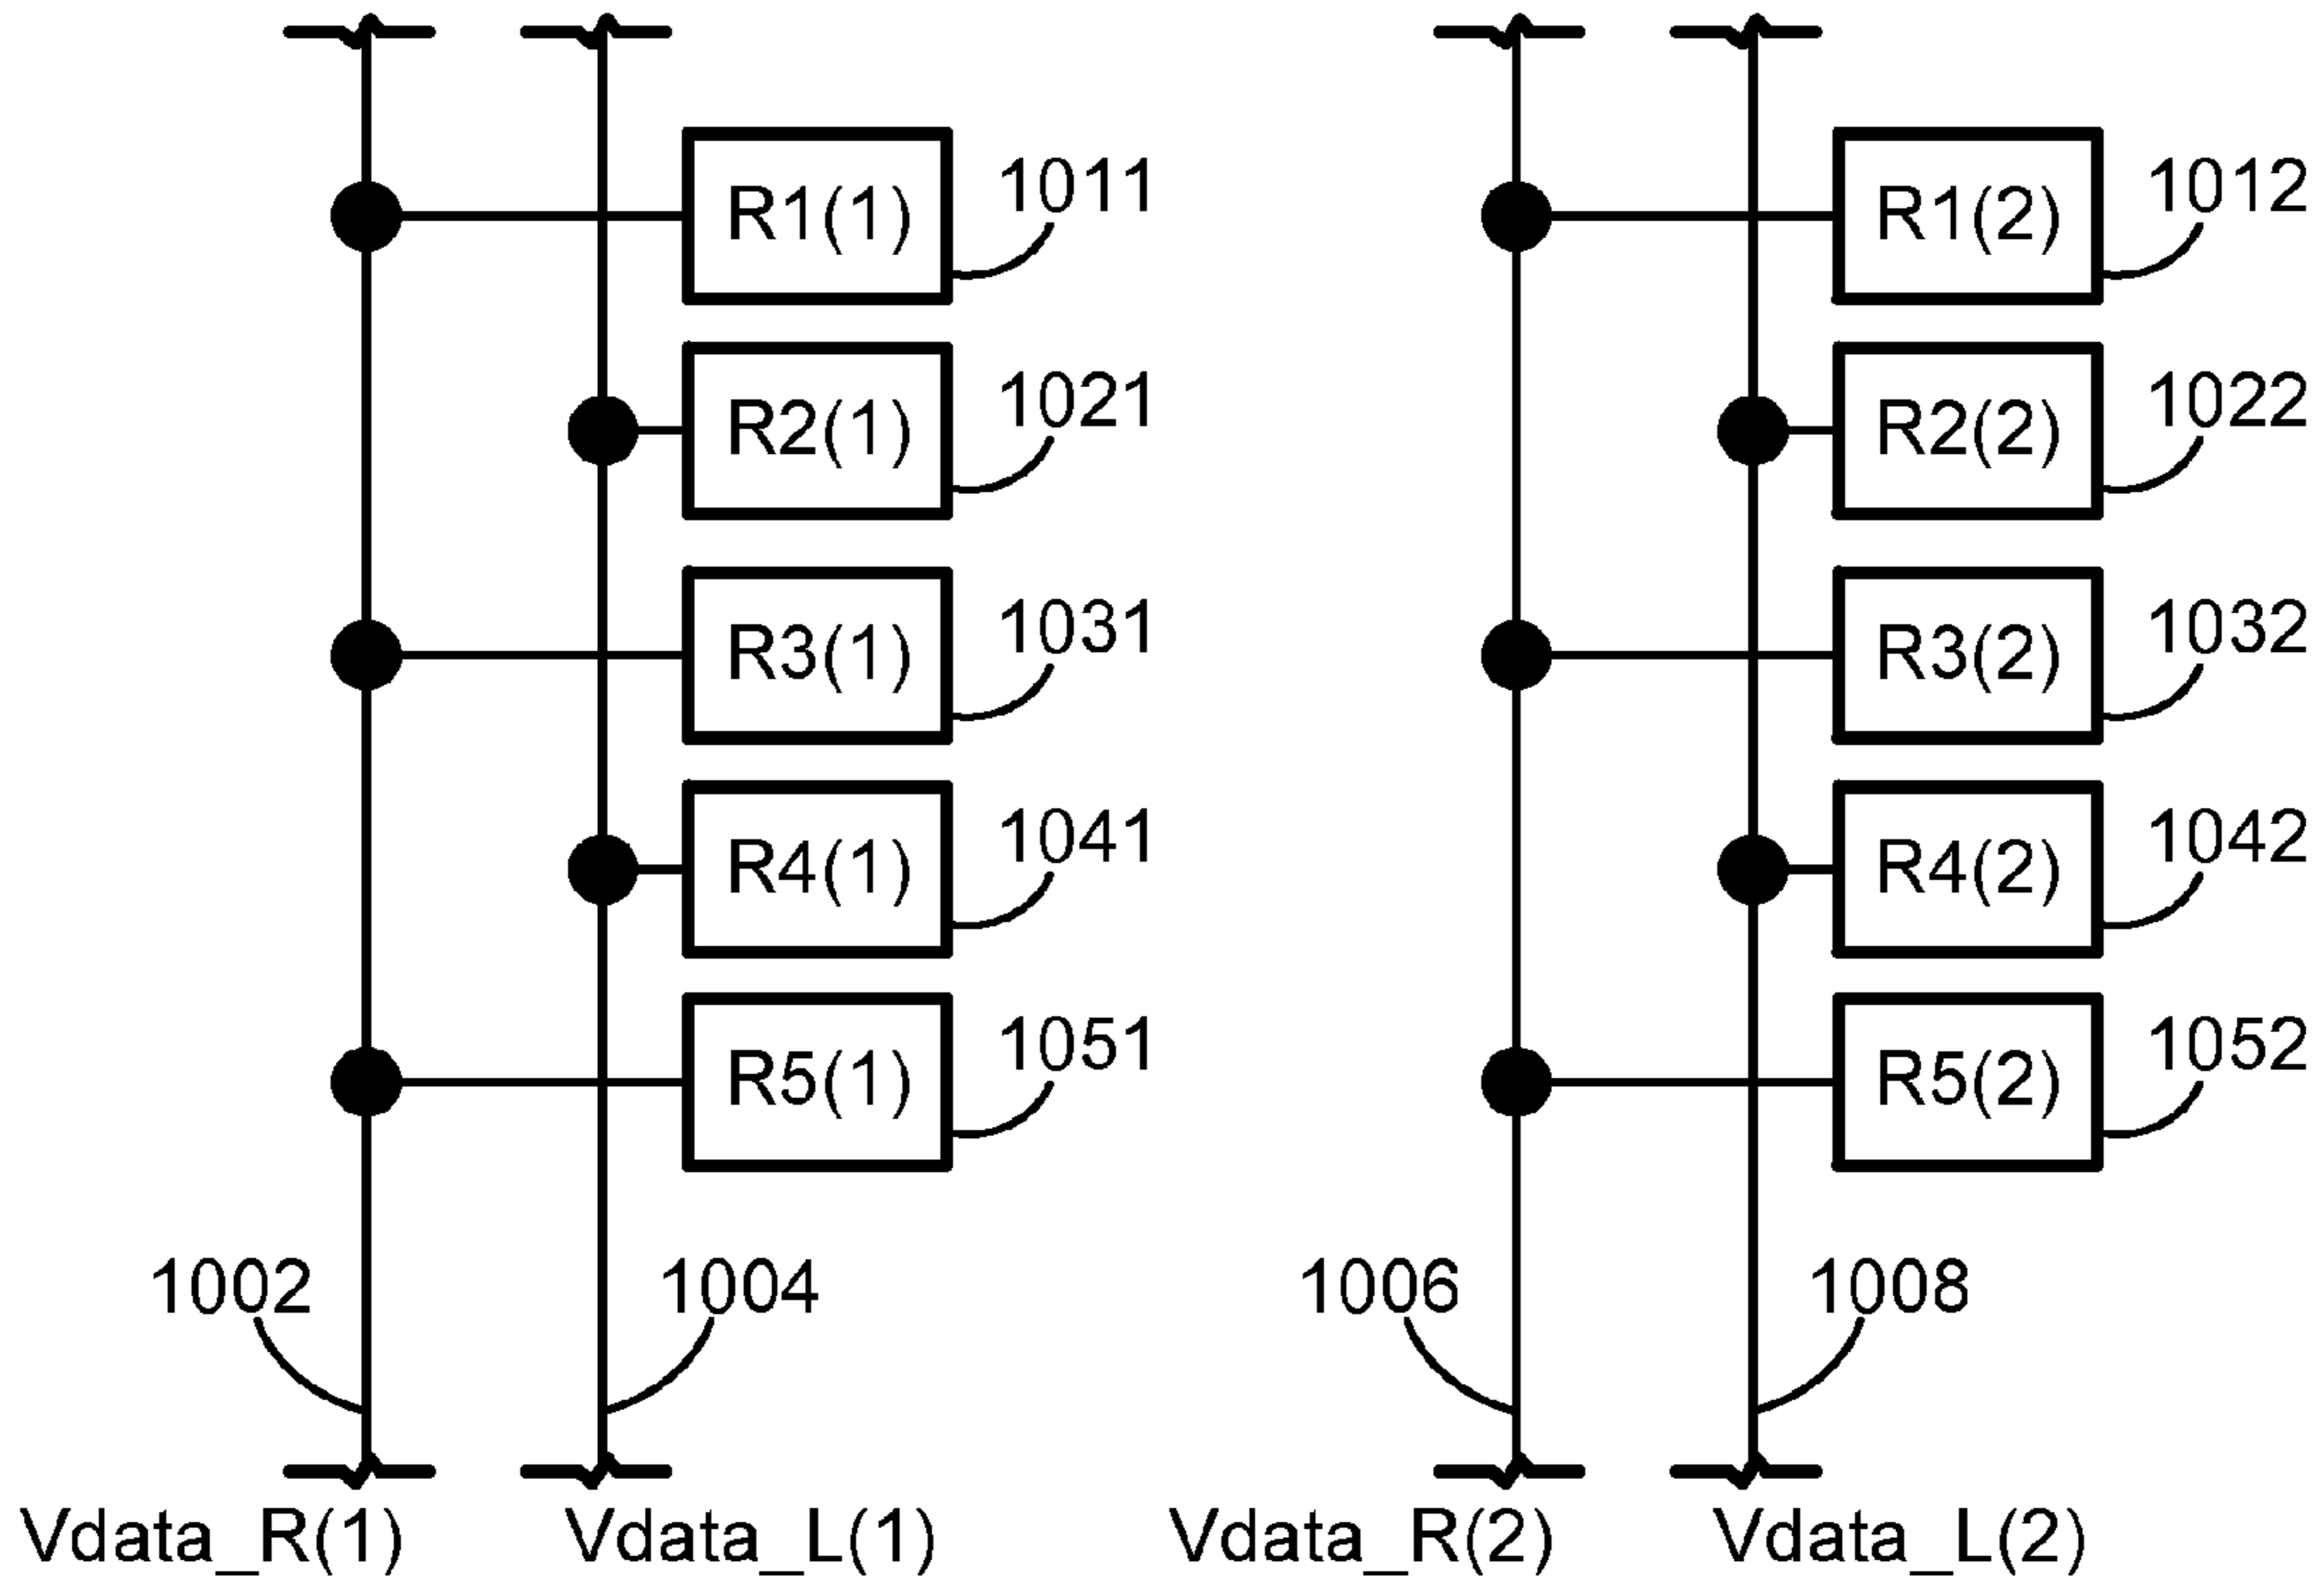 R1(1) 1011 R1(2) 1012
R2(1) 1021 R2(2) 1022
R3(1) 1031 R3(2) 1032
R4(1) 1041 R4(2) 1042
R5(1) 1051 R5(2) 1052
1002 1004 1006 1008
Vdata_R(1) Vdata_L(1) Vdata_R(2) Vdata_L(2)